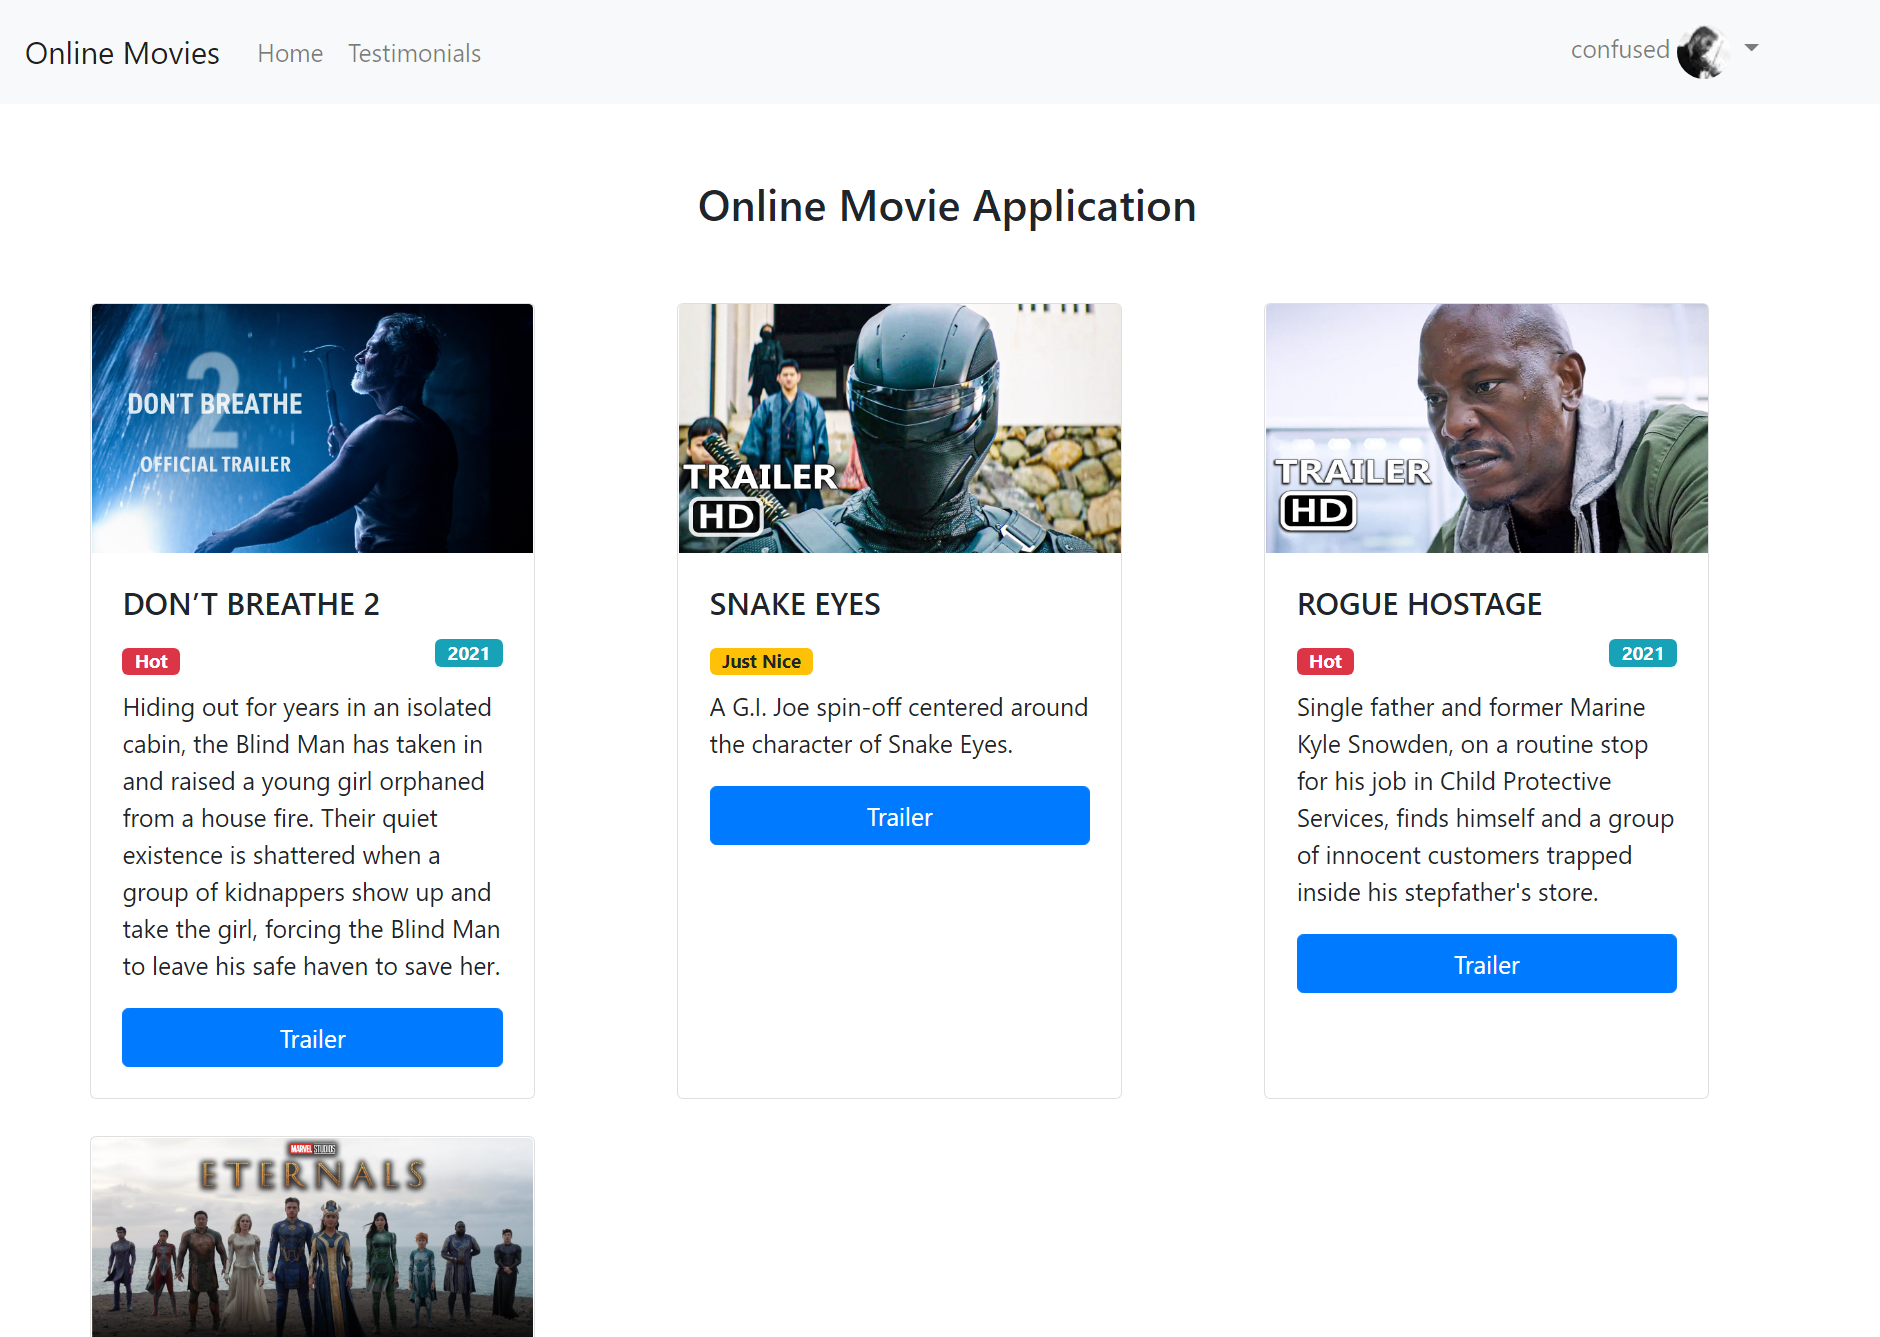 Online Movies
Home
Testimonials
confused
Online Movie Application
2
DON'T BREATHE
OFFICIAL TRAILER
DON’T BREATHE 2
Hot
2021
Hiding out for years in an isolated
cabin, the Blind Man has taken in
and raised a young girl orphaned
from a house fire. Their quiet
existence is shattered when a
group of kidnappers show up and
take the girl, forcing the Blind Man
to leave his safe haven to save her.
Trailer
TRAILER
HD
SNAKE EYES
Just Nice
A G.I. Joe spin-off centered around
the character of Snake Eyes.
Trailer
TRAILER
HD
ROGUE HOSTAGE
Hot
2021
Single father and former Marine
Kyle Snowden, on a routine stop
for his job in Child Protective
Services, finds himself and a group
of innocent customers trapped
inside his stepfather's store.
Trailer
MARVEL STUDIOS
ETERNALS